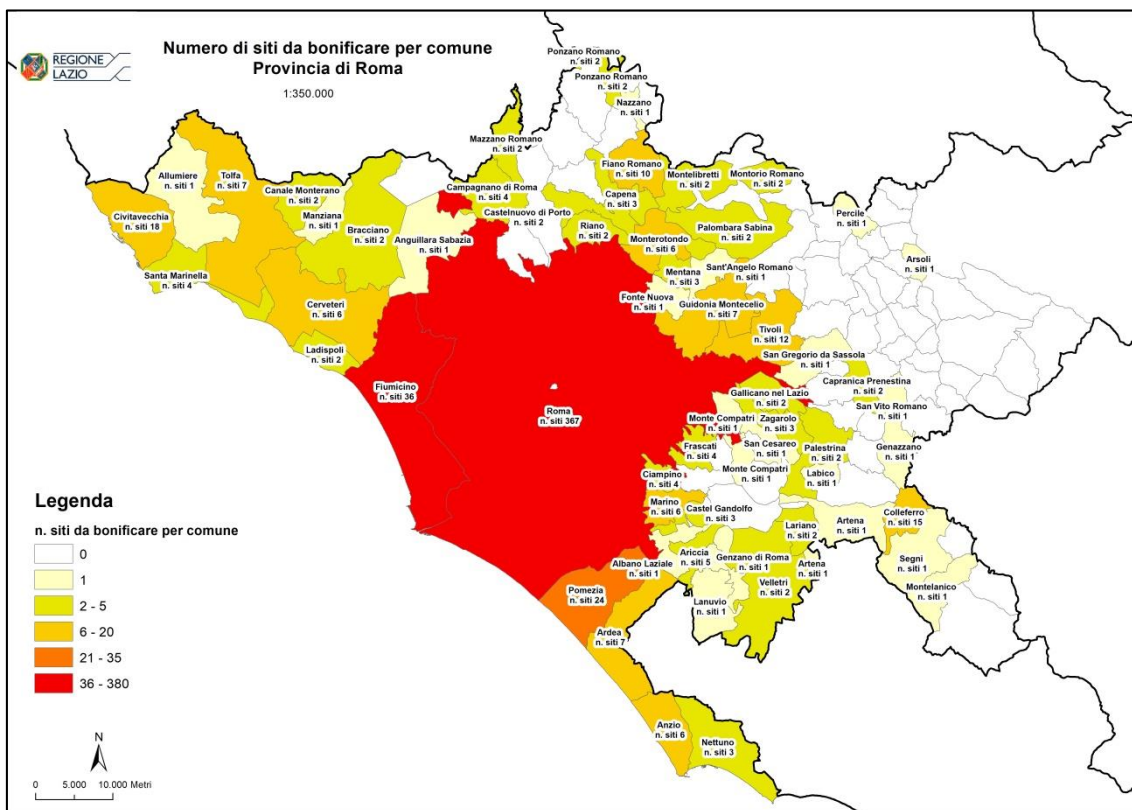 REGIONE
LAZIO
Numero di siti da bonificare per comune
Provincia di Roma
1:350.000
Ponzano Romano
n. siti 2
Ponzano Romano
n. siti 2
Nazzano
n. siti 1
Mazzano Romano
n. siti 2
Fiano Romano
n. siti 10
Montelibretti
n. siti 2
Montorio Romano
n. siti 2
Allumiere
n. siti 1
Tolfa
n. siti 7
Canale Monterano
n. siti 2
Campagnano di Roma
n. siti 4
Capena
n. siti 3
Civitavecchia
n. siti 18
Manziana
n. siti 1
Castelnuovo di Porto
n. siti 2
Percile
n. siti 1
Bracciano
n. siti 2
Anguillara Sabazia
n. siti 1
Riano
n. siti 2
Palombara Sabina
n. siti 2
Monterotondo
n. siti 6
Arsoli
n. siti 1
Santa Marinella
n. siti 4
Mentana
n. siti 3
Sant'Angelo Romano
n. siti 1
Cerveteri
n. siti 6
Fonte Nuova
n. siti 1
Guidonia Montecelio
n. siti 7
Tivoli
n. siti 12
Ladispoli
n. siti 2
San Gregorio da Sassola
n. siti 1
Fiumicino
n. siti 36
Capranica Prenestina
n. siti 2
Gallicano nel Lazio
n. siti 2
Roma
n. siti 367
San Vito Romano
n. siti 1
Monte Compatri
n. siti 1
Zagarolo
n. siti 3
Frascati
n. siti 4
San Cesareo
n. siti 1
Palestrina
n. siti 2
Genazzano
n. siti 1
Ciampino
n. siti 4
Monte Compatri
n. siti 1
Labico
n. siti 1
Marino
n. siti 6
Castel Gandolfo
n. siti 3
Colleferro
n. siti 15
Lariano
n. siti 2
Artena
n. siti 1
Albano Laziale
n. siti 1
Ariccia
n. siti 5
Genzano di Roma
n. siti 1
Artena
n. siti 1
Segni
n. siti 1
Pomezia
n. siti 24
Velletri
n. siti 2
Montelanico
n. siti 1
Lanuvio
n. siti 1
Ardea
n. siti 7
Anzio
n. siti 6
Nettuno
n. siti 3
Legenda
n. siti da bonificare per comune
0
1
2 - 5
6 - 20
21 - 35
36 - 380
N
0 5.000 10.000 Metri